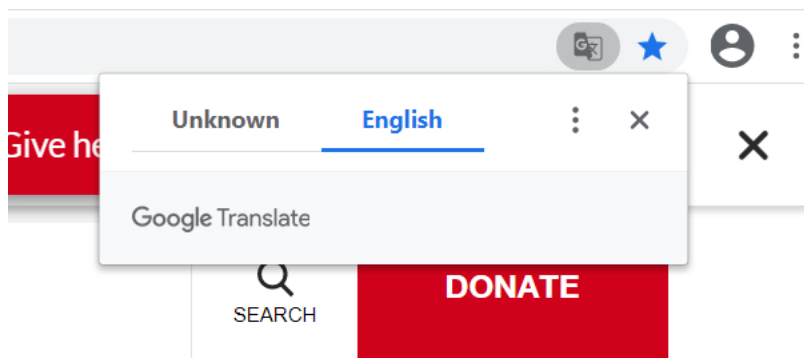 Unknown English
Give he
Google Translate
SEARCH
DONATE